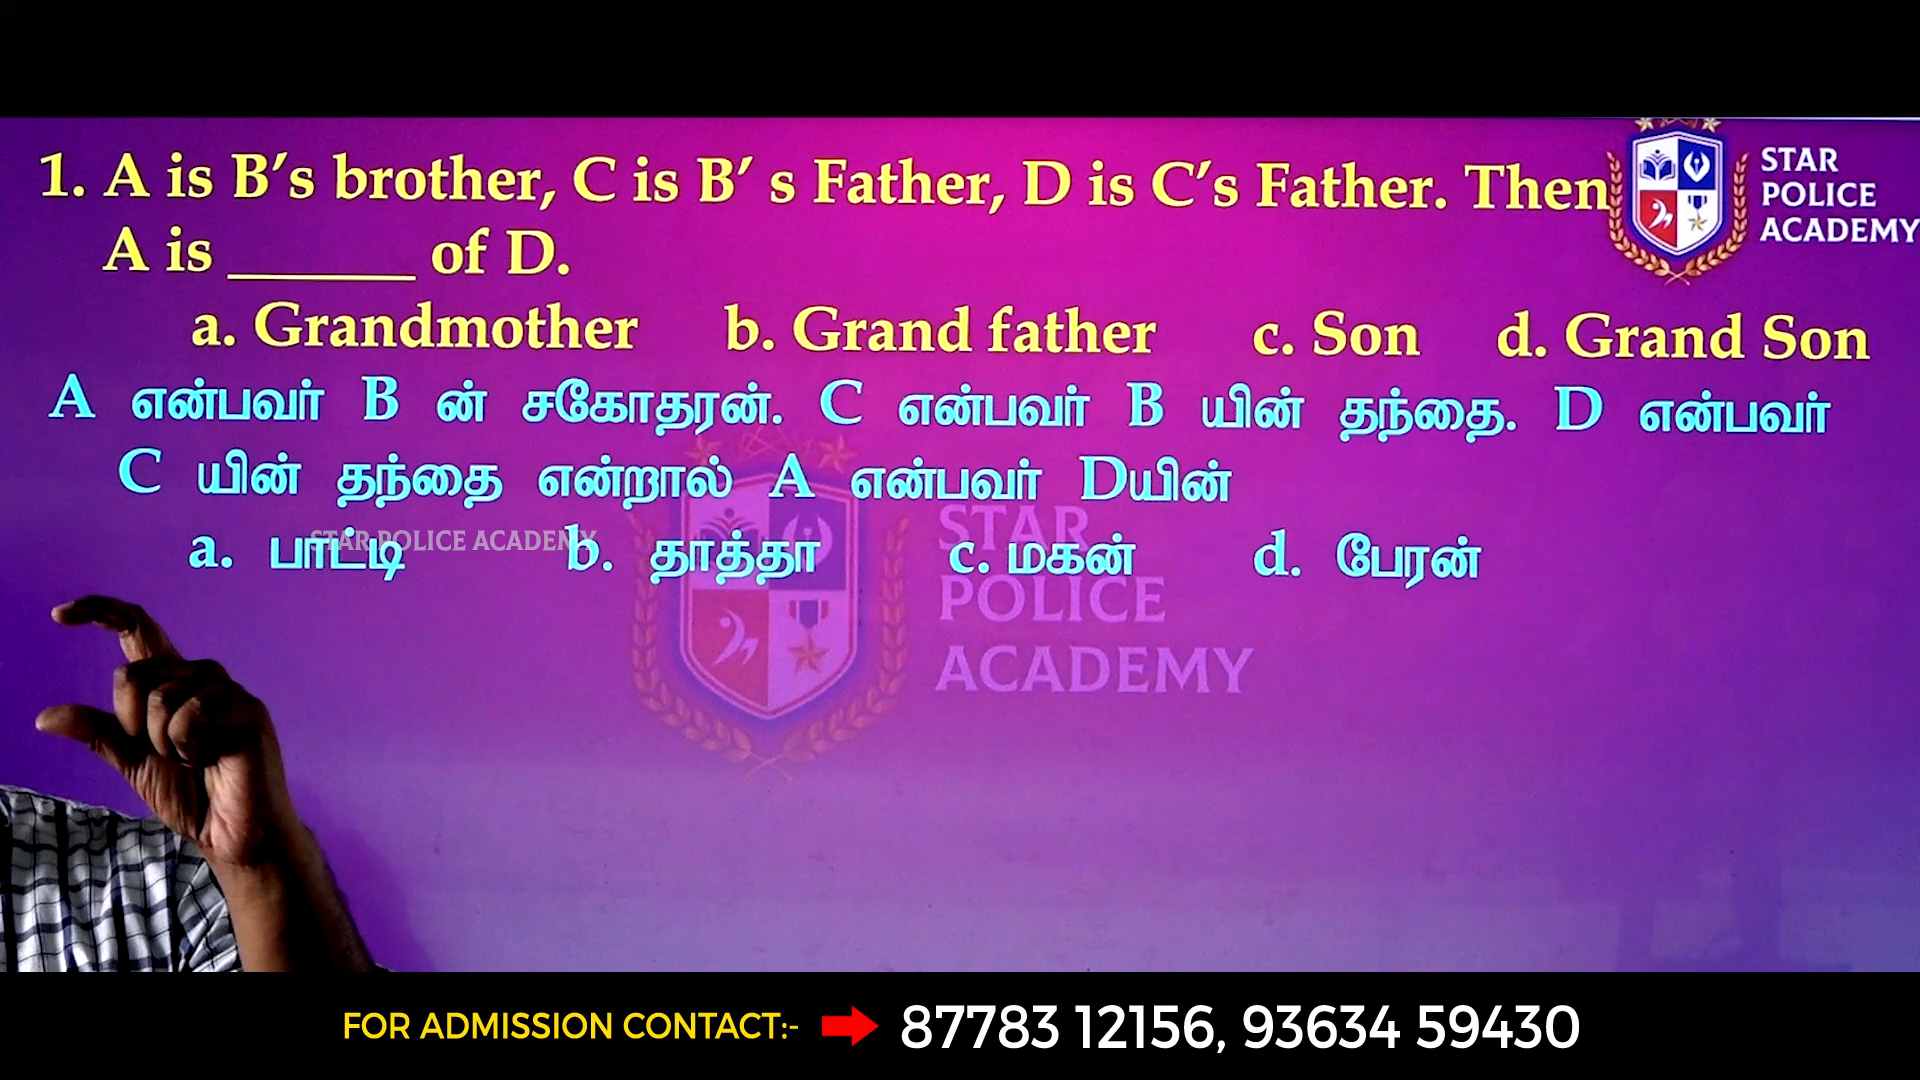 1. A is B’s brother, C is B’ s Father, D is C’s Father. Then
A is ______ of D.
a. Grandmother b. Grand father c. Son d. Grand Son
A என்பவர் B ன் சகோதரன். C என்பவர் B யின் தந்தை. D என்பவர்
C யின் தந்தை என்றால் A என்பவர் Dயின்
a. பாட்டி b. தாத்தா c. மகன் d. பேரன்
STAR
POLICE
ACADEMY
STAR POLICE ACADEMY
STAR
POLICE
ACADEMY
FOR ADMISSION CONTACT:- 87783 12156, 93634 59430